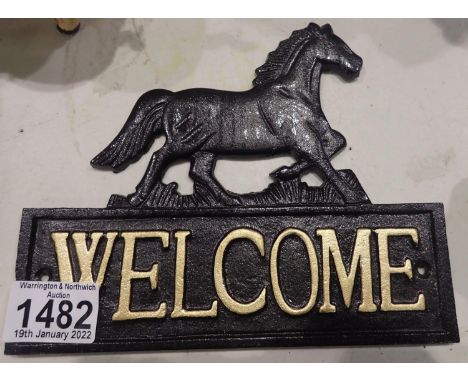 WELCOME
Warrington & Northwich
Auction
1482
19th January 2022